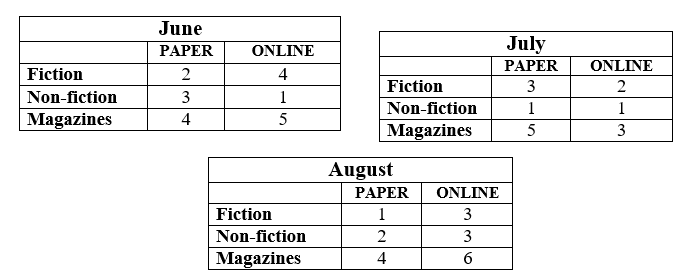 June
PAPER ONLINE
Fiction 2 4
Non-fiction 3 1
Magazines 4 5
July
PAPER ONLINE
Fiction 3 2
Non-fiction 1 1
Magazines 5 3
August
PAPER ONLINE
Fiction 1 3
Non-fiction 2 3
Magazines 4 6